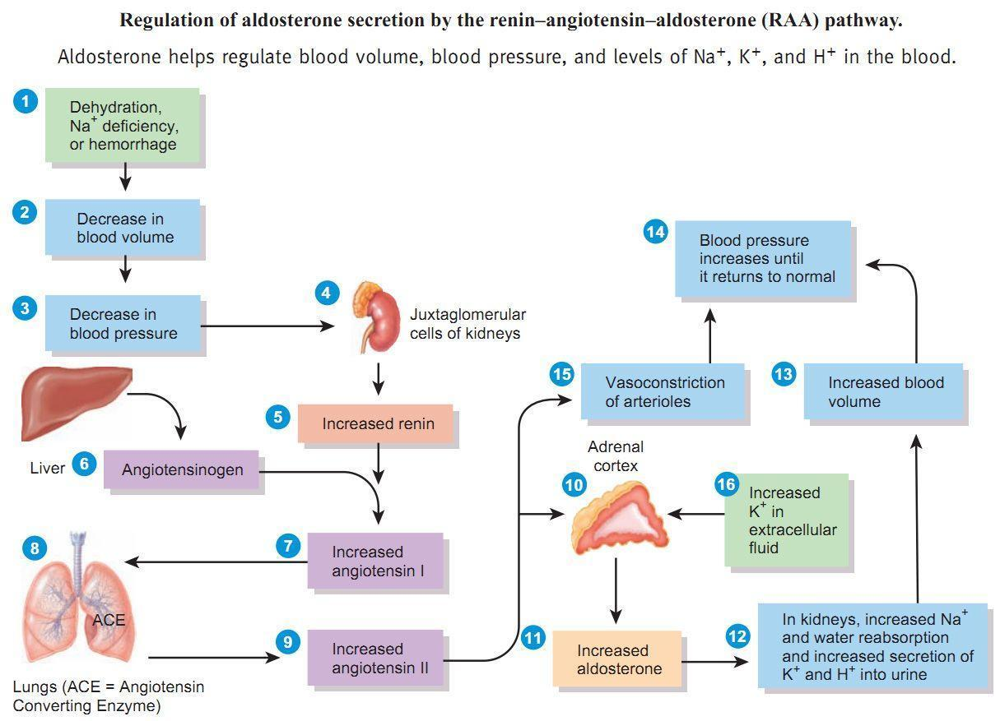 Regulation of aldosterone secretion by the renin–angiotensin–aldosterone (RAA) pathway.
Aldosterone helps regulate blood volume, blood pressure, and levels of Na⁺, K⁺, and H⁺ in the blood.
1
Dehydration,
Na⁺ deficiency,
or hemorrhage
2
Decrease in
blood volume
3
Decrease in
blood pressure
4
Juxtaglomerular
cells of kidneys
5
Increased renin
Liver
6
Angiotensinogen
7
Increased
angiotensin I
8
ACE
Lungs (ACE = Angiotensin
Converting Enzyme)
9
Increased
angiotensin II
10
Adrenal
cortex
11
Increased
aldosterone
12
In kidneys, increased Na⁺
and water reabsorption
and increased secretion of
K⁺ and H⁺ into urine
13
Increased blood
volume
14
Blood pressure
increases until
it returns to normal
15
Vasoconstriction
of arterioles
16
Increased
K⁺ in
extracellular
fluid